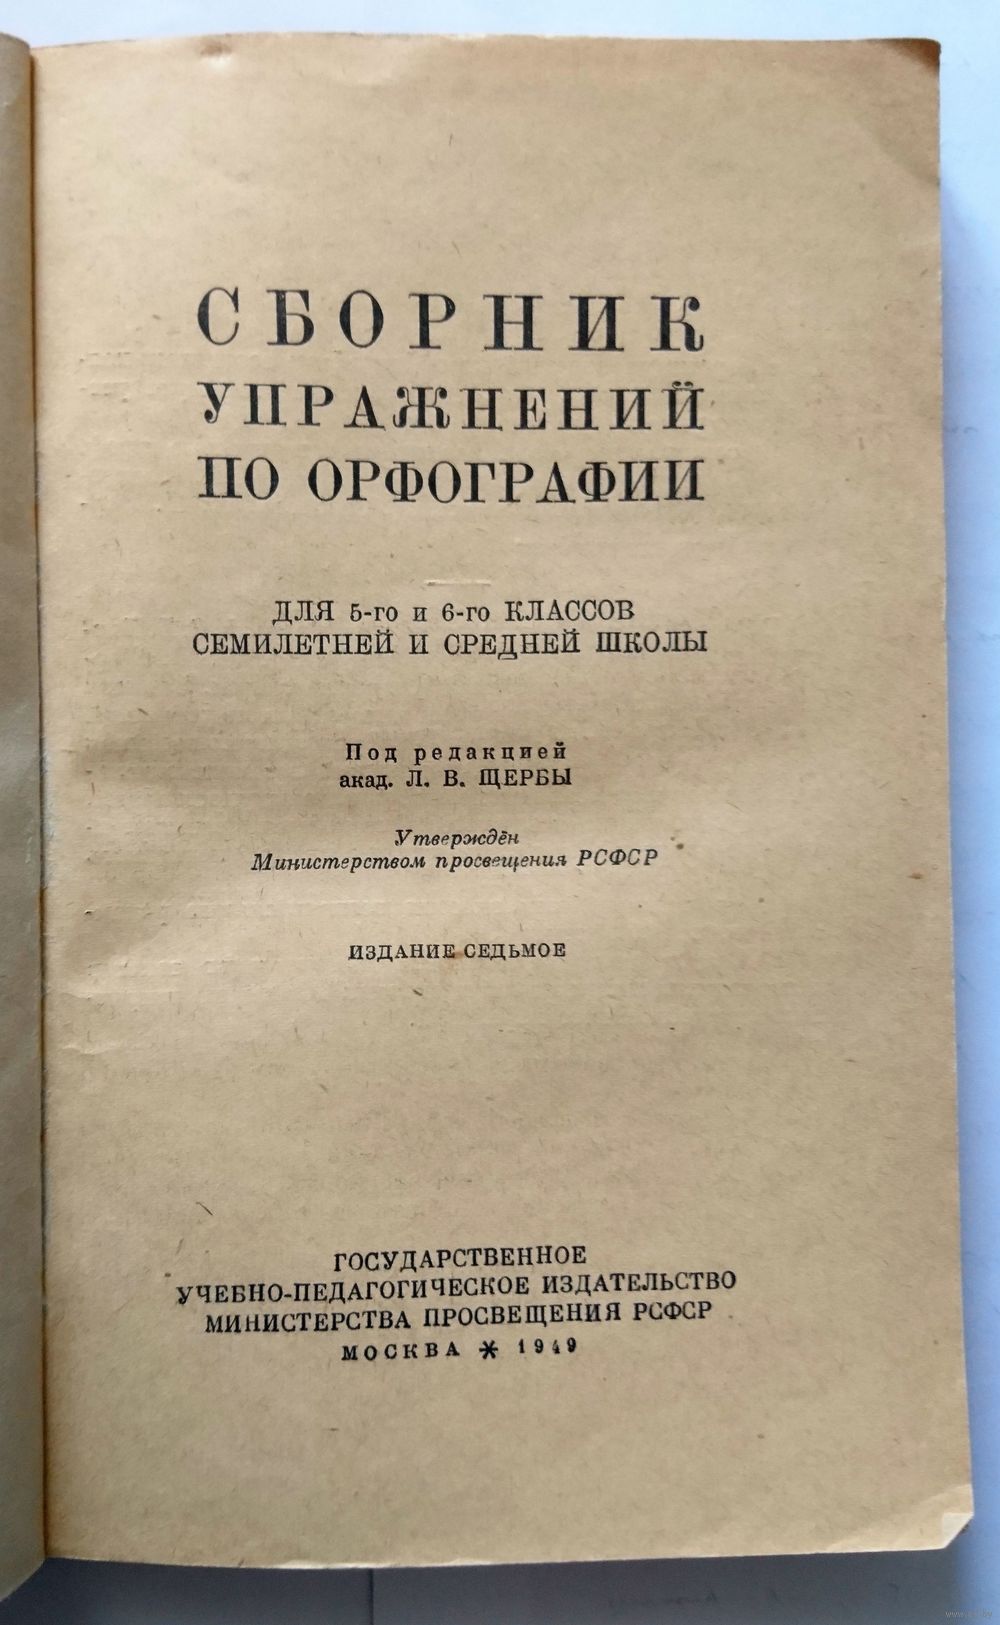 СБОРНИК
УПРАЖНЕНИЙ
ПО ОРФОГРАФИИ
ДЛЯ 5-го и 6-го КЛАССОВ
СЕМИЛЕТНЕЙ И СРЕДНЕЙ ШКОЛЫ
Под редакцией
акад. Л. В. ЩЕРБЫ
Утверждён
Министерством просвещения РСФСР
ИЗДАНИЕ СЕДЬМОЕ
ГОСУДАРСТВЕННОЕ
УЧЕБНО-ПЕДАГОГИЧЕСКОЕ ИЗДАТЕЛЬСТВО
МИНИСТЕРСТВА ПРОСВЕЩЕНИЯ РСФСР
МОСКВА * 1949